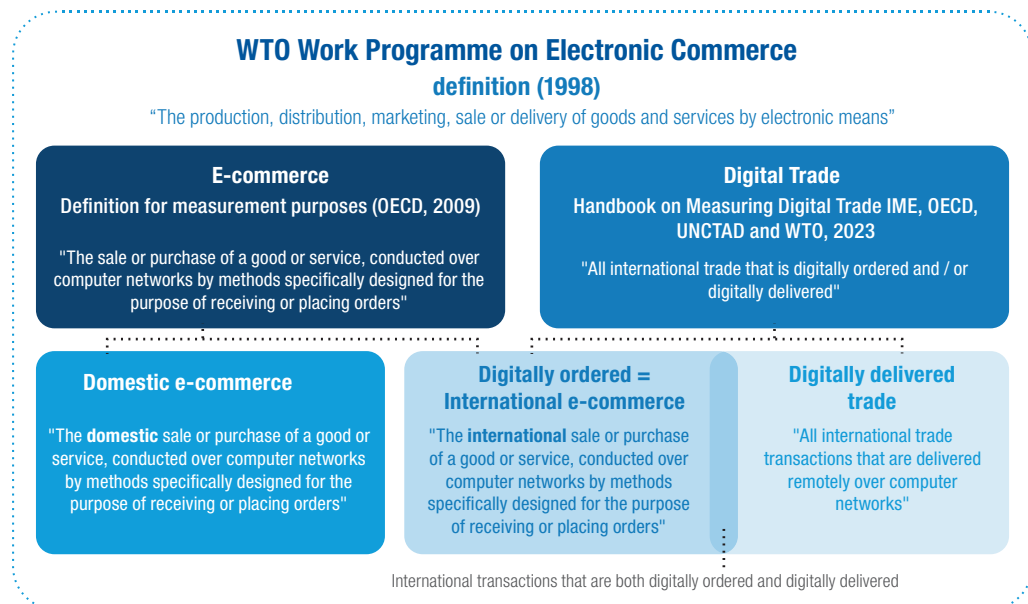 WTO Work Programme on Electronic Commerce
definition (1998)
“The production, distribution, marketing, sale or delivery of goods and services by electronic means”
E-commerce
Definition for measurement purposes (OECD, 2009)
"The sale or purchase of a good or service, conducted over
computer networks by methods specifically designed for the
purpose of receiving or placing orders"
Digital Trade
Handbook on Measuring Digital Trade IME, OECD,
UNCTAD and WTO, 2023
"All international trade that is digitally ordered and / or
digitally delivered"
Domestic e-commerce
"The domestic sale or purchase of a good or
service, conducted over computer networks
by methods specifically designed for the
purpose of receiving or placing orders"
Digitally ordered =
International e-commerce
"The international sale or purchase
of a good or service, conducted over
computer networks by methods
specifically designed for the purpose
of receiving or placing orders"
Digitally delivered
trade
"All international trade
transactions that are delivered
remotely over computer
networks"
International transactions that are both digitally ordered and digitally delivered